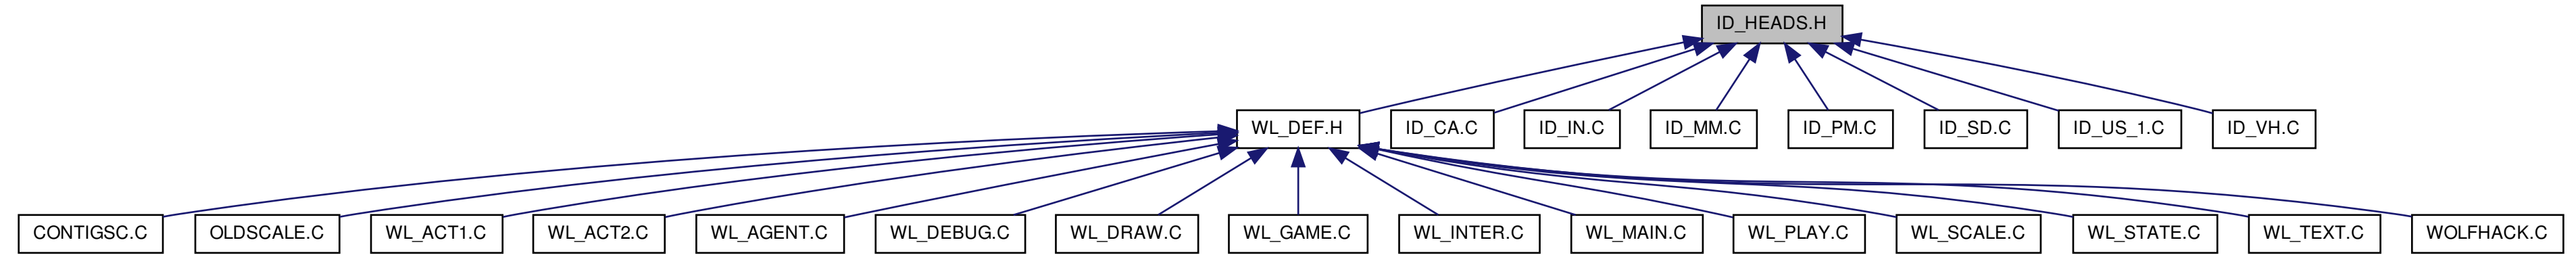 ID_HEADS.H
WL_DEF.H
ID_CA.C
ID_IN.C
ID_MM.C
ID_PM.C
ID_SD.C
ID_US_1.C
ID_VH.C
CONTIGSC.C
OLDSCALE.C
WL_ACT1.C
WL_ACT2.C
WL_AGENT.C
WL_DEBUG.C
WL_DRAW.C
WL_GAME.C
WL_INTER.C
WL_MAIN.C
WL_PLAY.C
WL_SCALE.C
WL_STATE.C
WL_TEXT.C
WOLFHACK.C